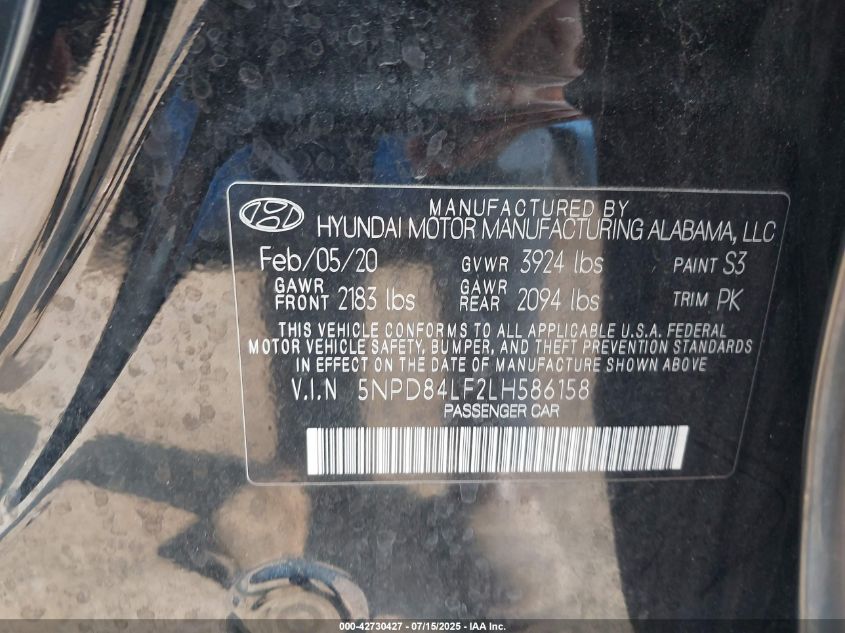 MANUFACTURED BY
HYUNDAI MOTOR MANUFACTURING ALABAMA, LLC
Feb/05/20 GVWR 3924 lbs PAINT S3
GAWR FRONT 2183 lbs GAWR REAR 2094 lbs TRIM PK
THIS VEHICLE CONFORMS TO ALL APPLICABLE U.S.A. FEDERAL
MOTOR VEHICLE SAFETY, BUMPER, AND THEFT PREVENTION STANDARDS
IN EFFECT ON THE DATE OF MANUFACTURE SHOWN ABOVE
V.I.N 5NPD84LF2LH586158
PASSENGER CAR
000-42730427 - 07/15/2025 - IAA Inc.